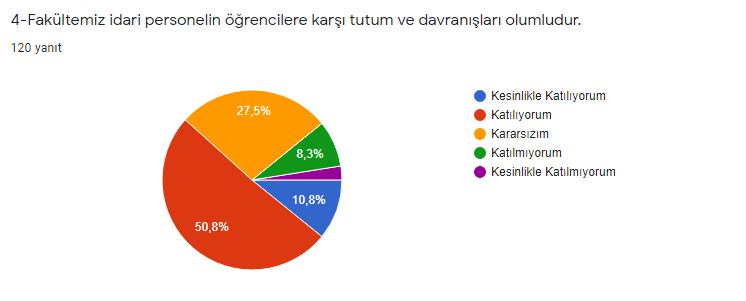 4-Fakültemiz idari personelin öğrencilere karşı tutum ve davranışları olumludur.
120 yanıt
27,5%
8,3%
10,8%
50,8%
Kesinlikle Katılıyorum
Katılıyorum
Kararsızım
Katılmıyorum
Kesinlikle Katılmıyorum